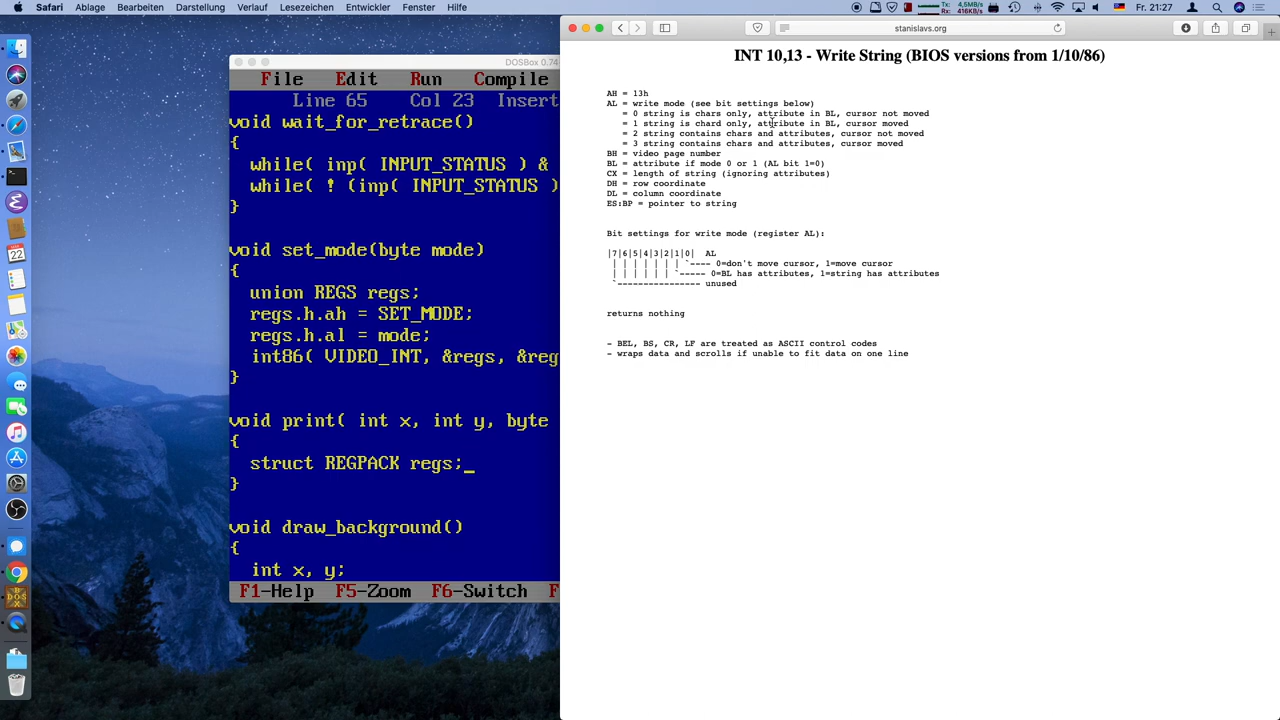 Safari Ablage Bearbeiten Darstellung Verlauf Lesezeichen Entwickler Fenster Hilfe
Tx: 4,5MB/s
Rx: 416KB/s
Fr. 21:27
stanislavs.org
DOSBox 0.74
File Edit Run Compile
Line 65 Col 23 Insert
void wait_for_retrace()
{
while( inp( INPUT_STATUS ) &
while( ! (inp( INPUT_STATUS )
}
void set_mode(byte mode)
{
union REGS regs;
regs.h.ah = SET_MODE;
regs.h.al = mode;
int86( VIDEO_INT, &regs, &reg
}
void print( int x, int y, byte
{
struct REGPACK regs;_
}
void draw_background()
{
int x, y;
F1-Help F5-Zoom F6-Switch F
INT 10,13 - Write String (BIOS versions from 1/10/86)
AH = 13h
AL = write mode (see bit settings below)
= 0 string is chars only, attribute in BL, cursor not moved
= 1 string is chard only, attribute in BL, cursor moved
= 2 string contains chars and attributes, cursor not moved
= 3 string contains chars and attributes, cursor moved
BH = video page number
BL = attribute if mode 0 or 1 (AL bit 1=0)
CX = length of string (ignoring attributes)
DH = row coordinate
DL = column coordinate
ES:BP = pointer to string
Bit settings for write mode (register AL):
|7|6|5|4|3|2|1|0| AL
| | | | | | | `---- 0=don't move cursor, 1=move cursor
| | | | | | `----- 0=BL has attributes, 1=string has attributes
`---------------- unused
returns nothing
- BEL, BS, CR, LF are treated as ASCII control codes
- wraps data and scrolls if unable to fit data on one line